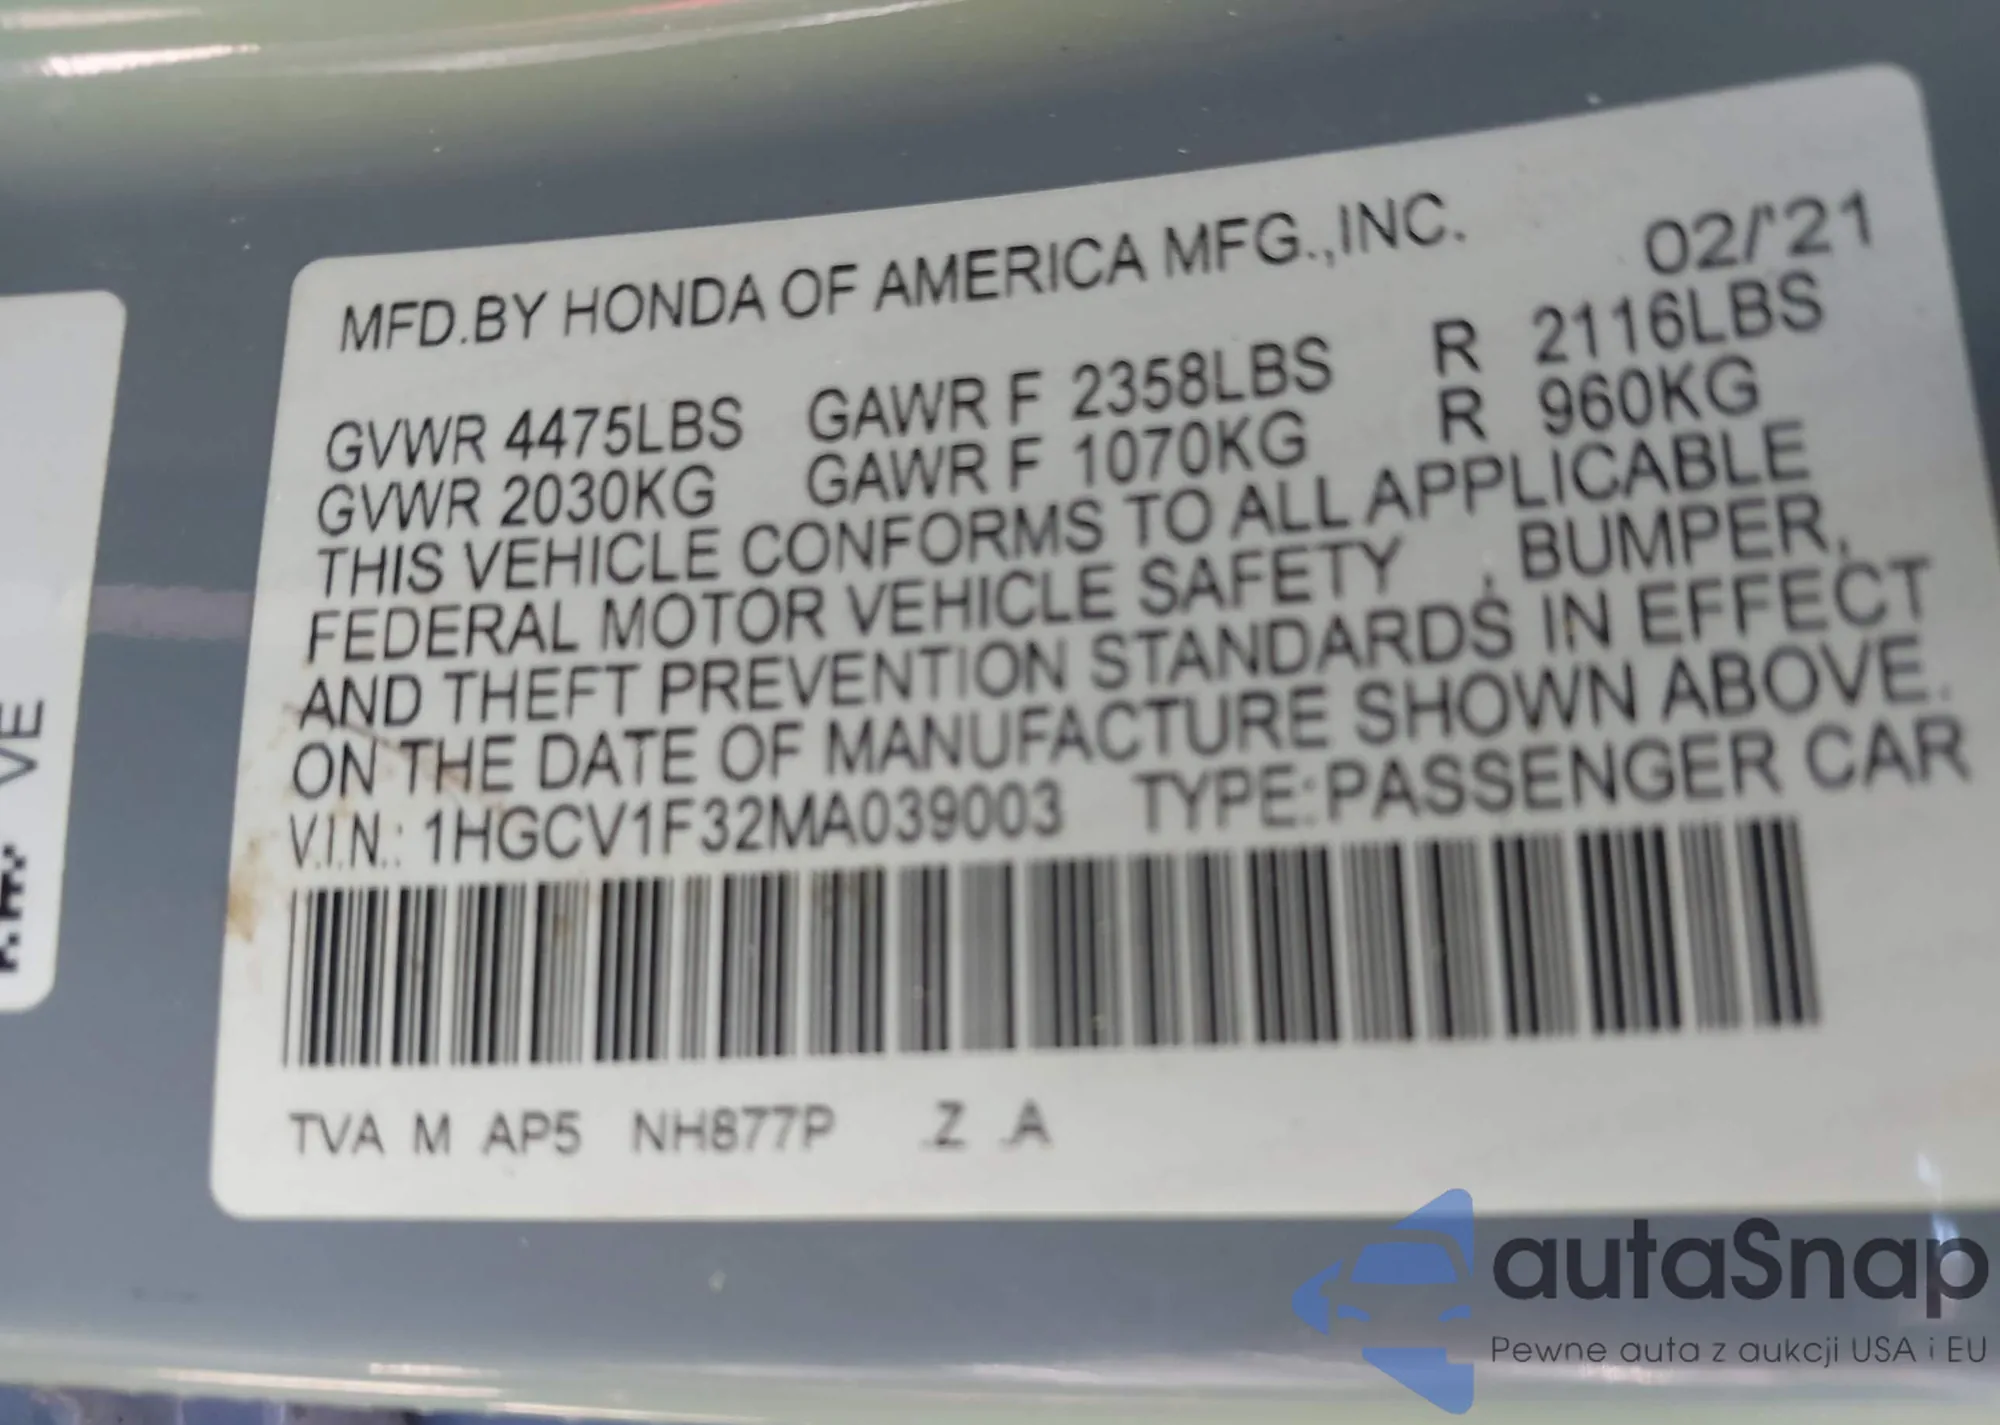 MFD.BY HONDA OF AMERICA MFG.,INC. 02/'21
GVWR 4475LBS GAWR F 2358LBS R 2116LBS
GVWR 2030KG GAWR F 1070KG R 960KG
THIS VEHICLE CONFORMS TO ALL APPLICABLE
FEDERAL MOTOR VEHICLE SAFETY , BUMPER,
AND THEFT PREVENTION STANDARDS IN EFFECT
ON THE DATE OF MANUFACTURE SHOWN ABOVE.
V.I.N.: 1HGCV1F32MA039003 TYPE:PASSENGER CAR
TVA M AP5 NH877P .Z .A
VE
autaSnap
Pewne auta z aukcji USA i EU